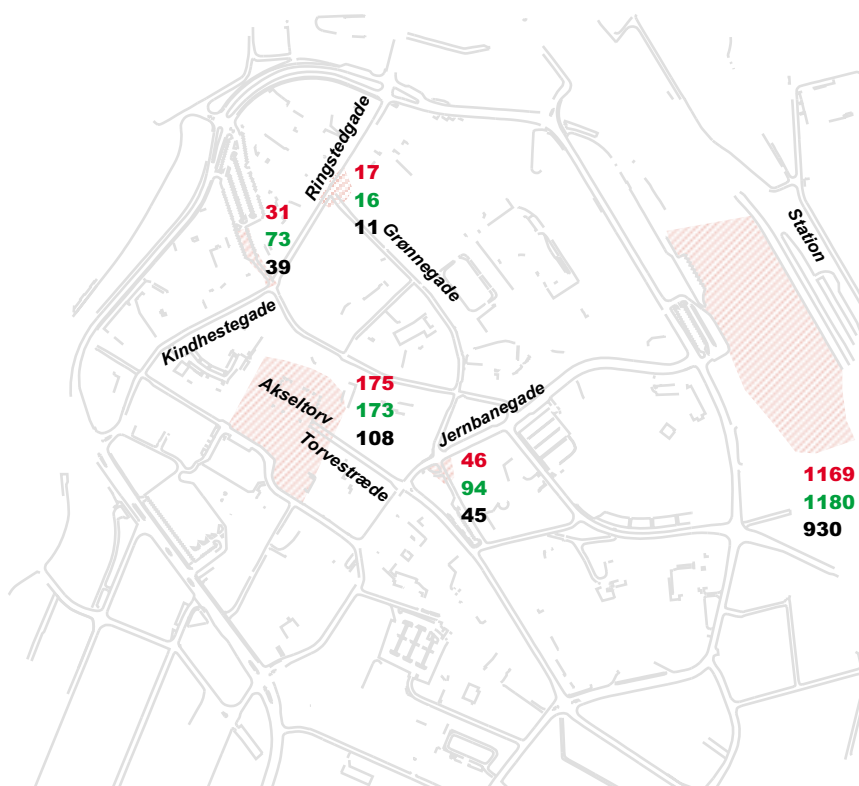 Ringstedgade
17
16
11
31
73
39
Grønnegade
Station
Kindhestegade
Akseltorv
175
173
108
Torvestræde
Jernbanegade
46
94
45
1169
1180
930